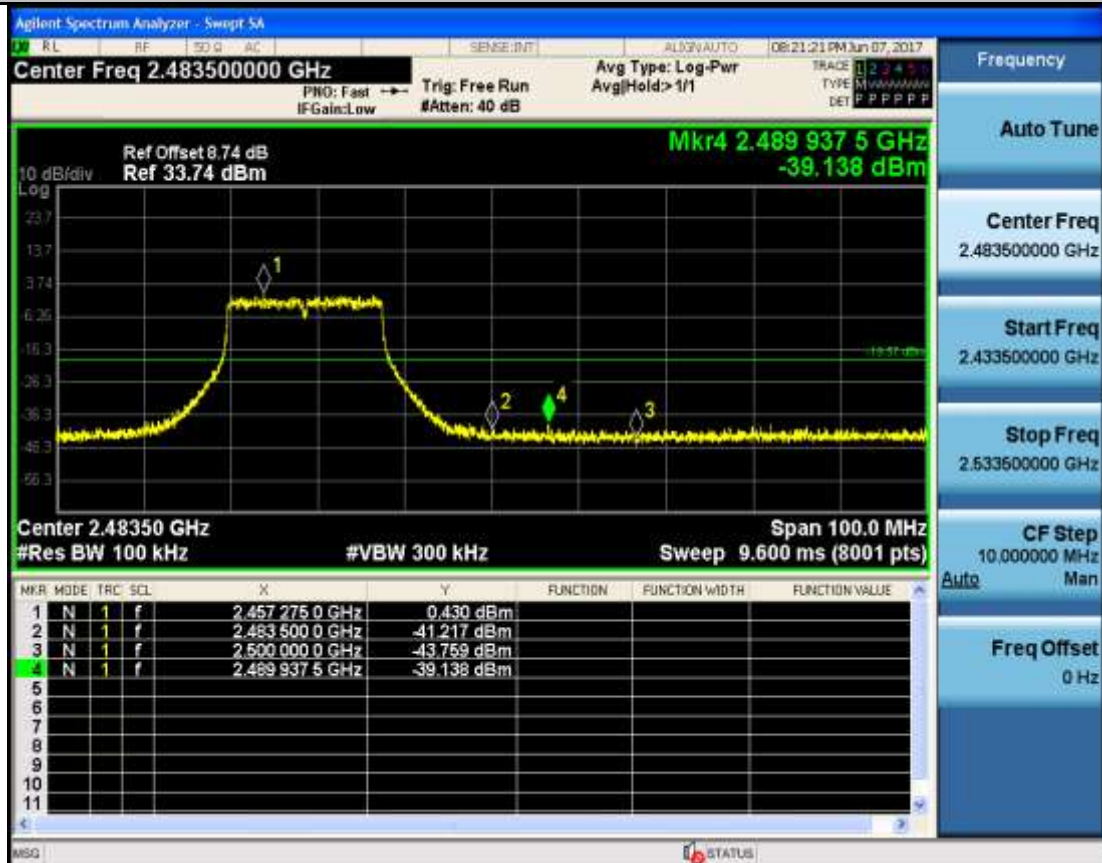 Agilent Spectrum Analyzer - Swept SA
RL RF 50 Ω AC SENSE:INT ALIGNAUTO 08:21:21 PM Jun 07, 2017
Center Freq 2.483500000 GHz
PNO: Fast
IFGain:Low
Trig: Free Run
#Atten: 40 dB
Avg Type: Log-Pwr
Avg|Hold:>1/1
TRACE 1 2 3 4 5 6
TYPE M
DET P P P P P P
Frequency
Auto Tune
Center Freq
2.483500000 GHz
Start Freq
2.433500000 GHz
Stop Freq
2.533500000 GHz
CF Step
10.000000 MHz
Auto Man
Freq Offset
0 Hz
Mkr4 2.489 937 5 GHz
-39.138 dBm
Ref Offset 8.74 dB
10 dB/div Ref 33.74 dBm
Log
23.7
13.7
3.74
-6.26
-16.3
-26.3
-36.3
-46.3
-56.3
-19.57 dBm
1
2
4
3
Center 2.48350 GHz Span 100.0 MHz
#Res BW 100 kHz #VBW 300 kHz Sweep 9.600 ms (8001 pts)
MKR MODE TRC SCL X Y FUNCTION FUNCTION WIDTH FUNCTION VALUE
1 N 1 f 2.457 275 0 GHz 0.430 dBm
2 N 1 f 2.483 500 0 GHz -41.217 dBm
3 N 1 f 2.500 000 0 GHz -43.759 dBm
4 N 1 f 2.489 937 5 GHz -39.138 dBm
5
6
7
8
9
10
11
MSG STATUS